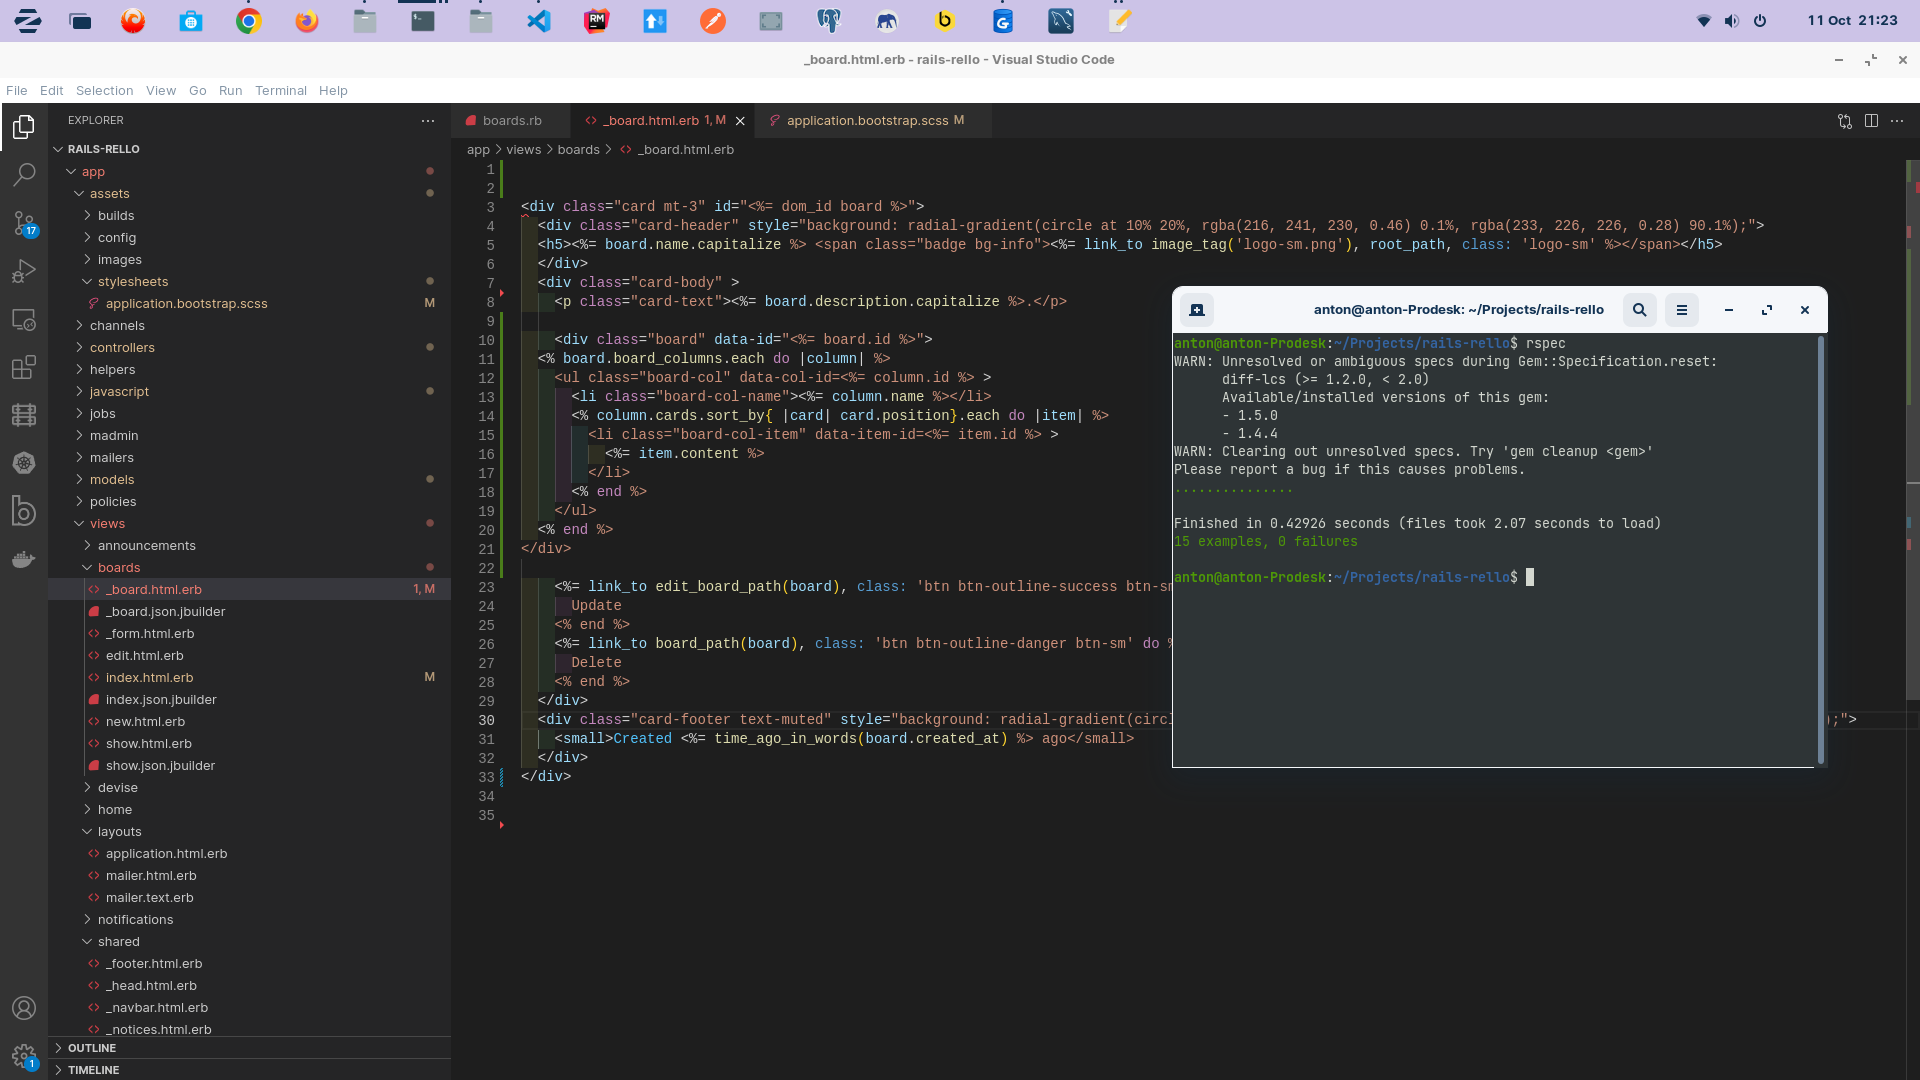 11 Oct 21:23
_board.html.erb - rails-rello - Visual Studio Code
File Edit Selection View Go Run Terminal Help
EXPLORER
RAILS-RELLO
app
assets
builds
config
images
stylesheets
application.bootstrap.scss M
channels
controllers
helpers
javascript
jobs
madmin
mailers
models
policies
views
announcements
boards
_board.html.erb 1, M
_board.json.jbuilder
_form.html.erb
edit.html.erb
index.html.erb M
index.json.jbuilder
new.html.erb
show.html.erb
show.json.jbuilder
devise
home
layouts
application.html.erb
mailer.html.erb
mailer.text.erb
notifications
shared
_footer.html.erb
_head.html.erb
_navbar.html.erb
_notices.html.erb
OUTLINE
TIMELINE
17
1
boards.rb _board.html.erb 1, M application.bootstrap.scss M
app > views > boards > _board.html.erb
1
2
3 <div class="card mt-3" id="<%= dom_id board %>">
4 <div class="card-header" style="background: radial-gradient(circle at 10% 20%, rgba(216, 241, 230, 0.46) 0.1%, rgba(233, 226, 226, 0.28) 90.1%);">
5 <h5><%= board.name.capitalize %> <span class="badge bg-info"><%= link_to image_tag('logo-sm.png'), root_path, class: 'logo-sm' %></span></h5>
6 </div>
7 <div class="card-body" >
8 <p class="card-text"><%= board.description.capitalize %>.</p>
9
10 <div class="board" data-id="<%= board.id %>">
11 <% board.board_columns.each do |column| %>
12 <ul class="board-col" data-col-id=<%= column.id %> >
13 <li class="board-col-name"><%= column.name %></li>
14 <% column.cards.sort_by{ |card| card.position}.each do |item| %>
15 <li class="board-col-item" data-item-id=<%= item.id %> >
16 <%= item.content %>
17 </li>
18 <% end %>
19 </ul>
20 <% end %>
21 </div>
22
23 <%= link_to edit_board_path(board), class: 'btn btn-outline-success btn-sm
24 Update
25 <% end %>
26 <%= link_to board_path(board), class: 'btn btn-outline-danger btn-sm' do %
27 Delete
28 <% end %>
29 </div>
30 <div class="card-footer text-muted" style="background: radial-gradient(circl );">
31 <small>Created <%= time_ago_in_words(board.created_at) %> ago</small>
32 </div>
33 </div>
34
35
anton@anton-Prodesk: ~/Projects/rails-rello
anton@anton-Prodesk:~/Projects/rails-rello$ rspec
WARN: Unresolved or ambiguous specs during Gem::Specification.reset:
diff-lcs (>= 1.2.0, < 2.0)
Available/installed versions of this gem:
- 1.5.0
- 1.4.4
WARN: Clearing out unresolved specs. Try 'gem cleanup <gem>'
Please report a bug if this causes problems.
...............
Finished in 0.42926 seconds (files took 2.07 seconds to load)
15 examples, 0 failures
anton@anton-Prodesk:~/Projects/rails-rello$